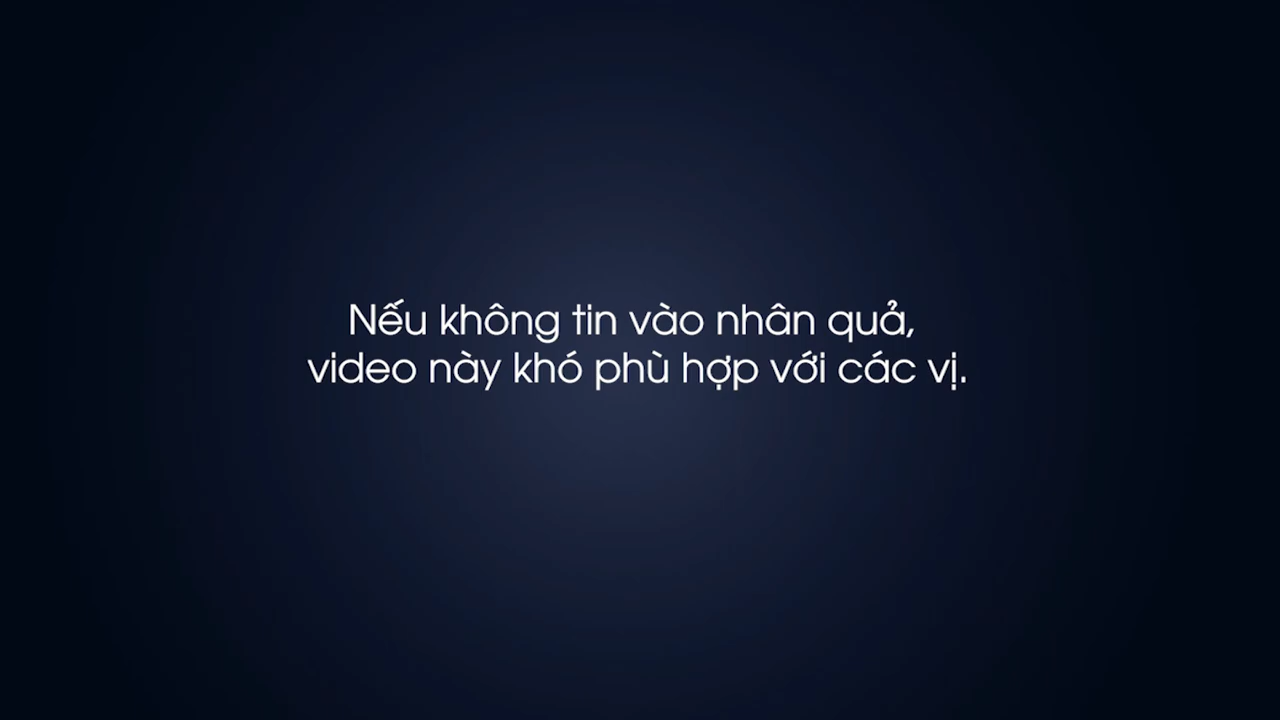 Nếu không tin vào nhân quả,
video này khó phù hợp với các vị.